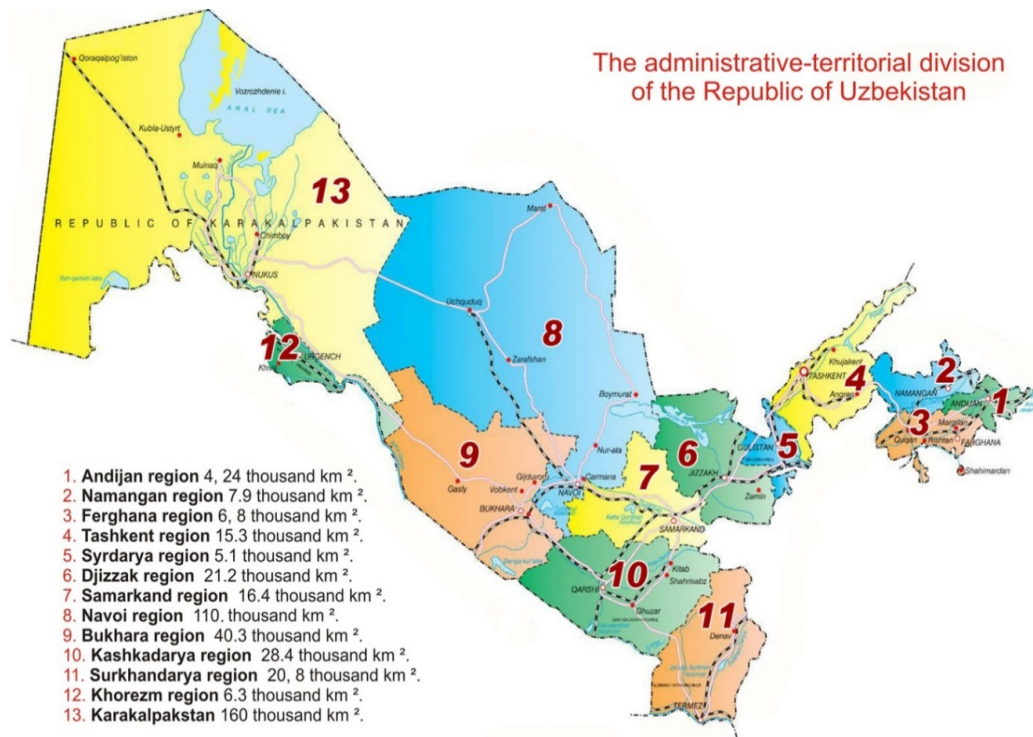 The administrative-territorial division
of the Republic of Uzbekistan
Qoraqalpog'iston
Vozrozhdenie i.
ARAL SEA
Kubla-Ustyrt
Muinaq
13
REPUBLIC OF KARAKALPAKISTAN
Chimboy
NUKUS
12
URGENCH
Khiva
Marat
Uchquduq
8
Zarafshan
Boymurat
Nur-ata
9
Gasly
Gijduvon
Vobkent
BUKHARA
Carmana
NAVOI
7
SAMARKAND
6
JIZZAKH
Zamin
5
GULISTAN
Khujakent
TASHKENT
4
Angren
2
NAMANGAN
1
ANDIJAN
3
Margilan
Quqan
Rishtan
FARGHANA
Shahimardan
10
QARSHI
Kitab
Shahrisabz
Ghuzar
11
Denav
TERMEZ
1. Andijan region 4, 24 thousand km ².
2. Namangan region 7.9 thousand km ².
3. Ferghana region 6, 8 thousand km ².
4. Tashkent region 15.3 thousand km ².
5. Syrdarya region 5.1 thousand km ².
6. Djizzak region 21.2 thousand km ².
7. Samarkand region 16.4 thousand km ².
8. Navoi region 110. thousand km ².
9. Bukhara region 40.3 thousand km ².
10. Kashkadarya region 28.4 thousand km ².
11. Surkhandarya region 20, 8 thousand km ².
12. Khorezm region 6.3 thousand km ².
13. Karakalpakstan 160 thousand km ².